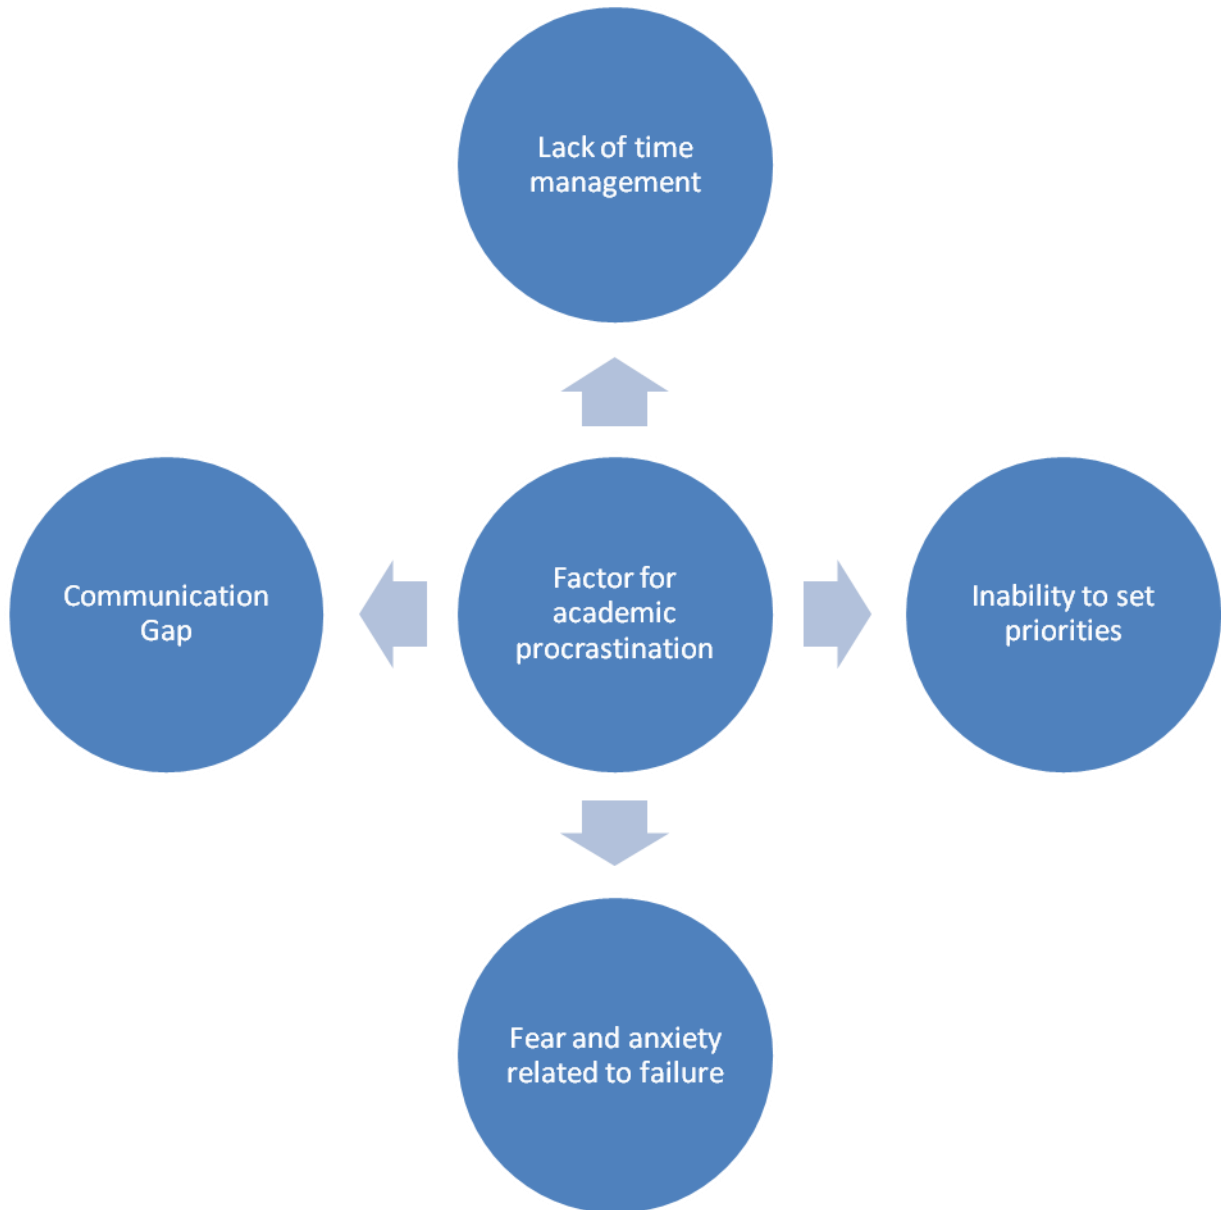 Lack of time
management
Communication
Gap
Factor for
academic
procrastination
Inability to set
priorities
Fear and anxiety
related to failure